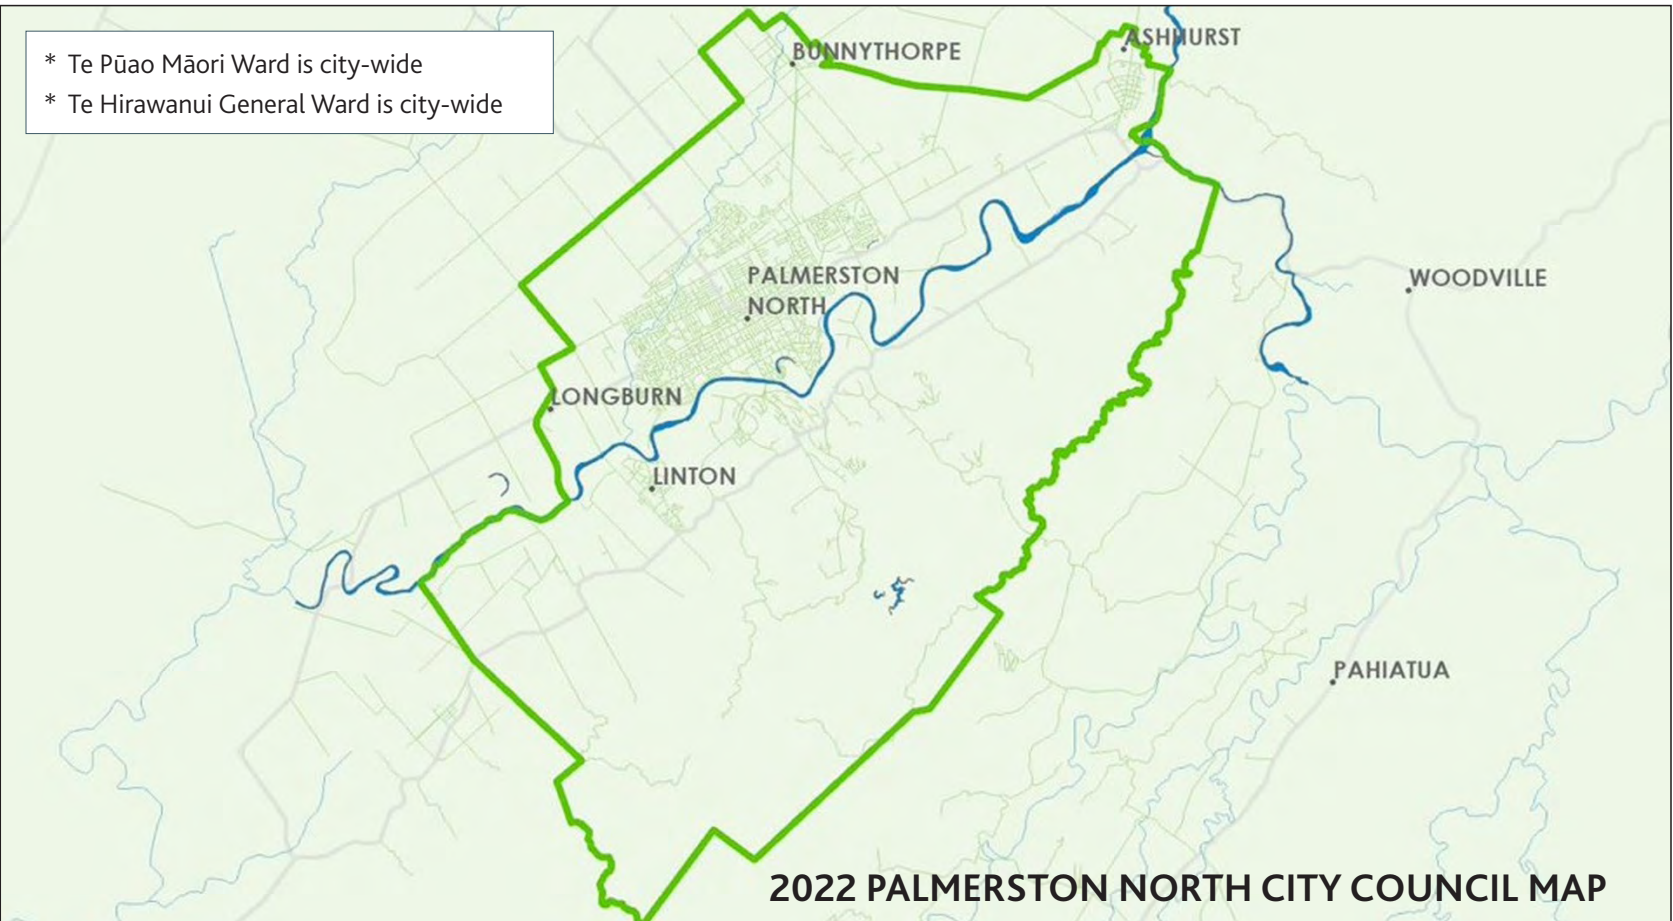 * Te Pūao Māori Ward is city-wide
* Te Hirawanui General Ward is city-wide
BUNNYTHORPE
ASHHURST
PALMERSTON
NORTH
WOODVILLE
LONGBURN
LINTON
PAHIATUA
2022 PALMERSTON NORTH CITY COUNCIL MAP